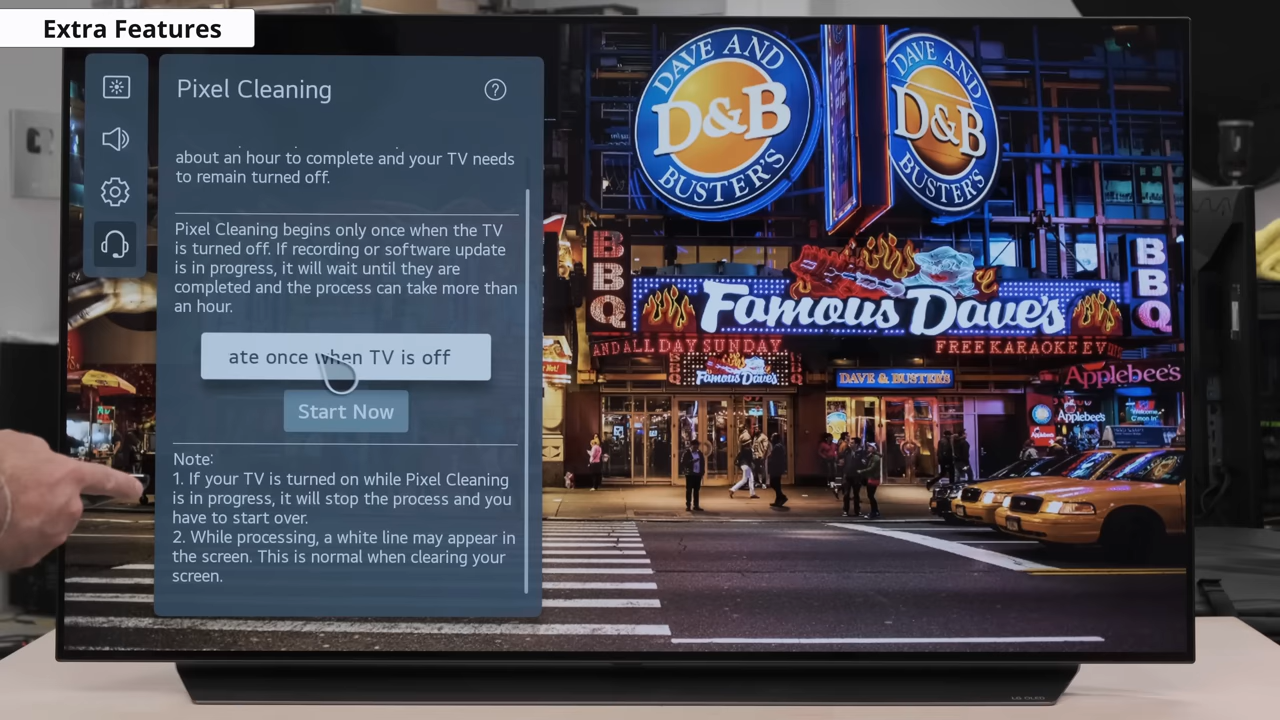 Extra Features
Pixel Cleaning
?
about an hour to complete and your TV needs
to remain turned off.
Pixel Cleaning begins only once when the TV
is turned off. If recording or software update
is in progress, it will wait until they are
completed and the process can take more than
an hour.
ate once when TV is off
Start Now
Note:
1. If your TV is turned on while Pixel Cleaning
is in progress, it will stop the process and you
have to start over.
2. While processing, a white line may appear in
the screen. This is normal when clearing your
screen.
DAVE AND
D&B
BUSTER'S
DAVE AND
D&B
BUSTER'S
BBQ
Famous Dave's
BBQ
AND ALL DAY SUNDAY
FREE KARAOKE EV
Famous Dave's
DAVE & BUSTER'S
Applebee's
Applebee's
LG OLED